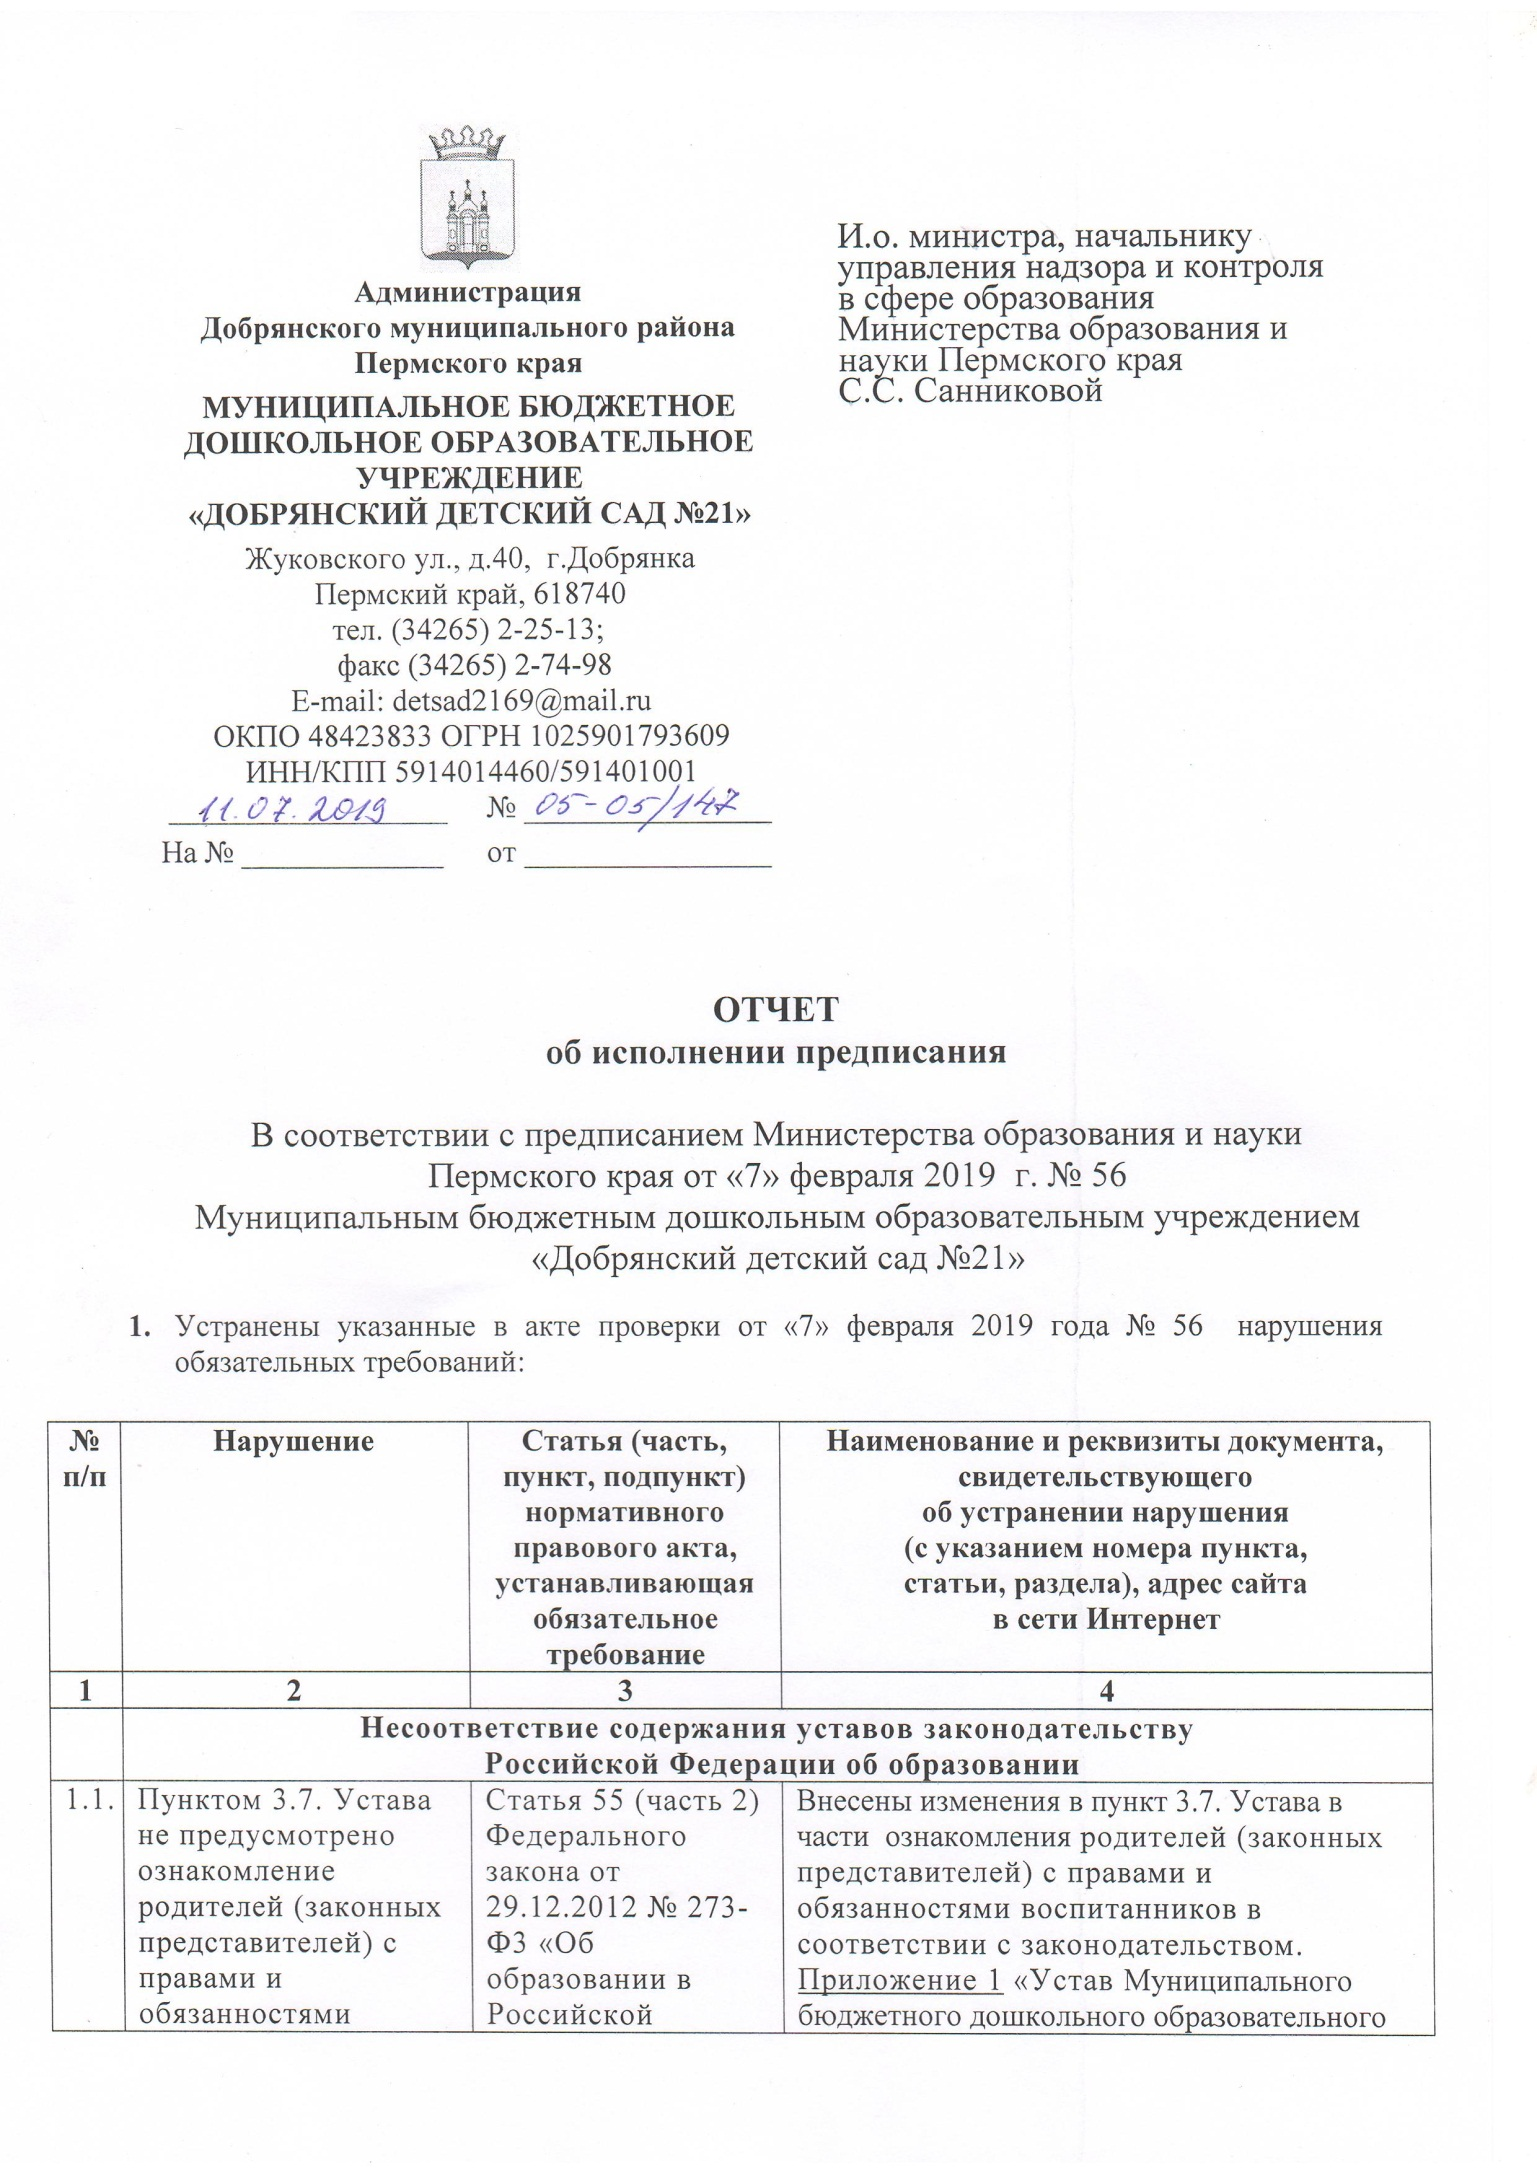 Администрация
Добрянского муниципального района
Пермского края
МУНИЦИПАЛЬНОЕ БЮДЖЕТНОЕ
ДОШКОЛЬНОЕ ОБРАЗОВАТЕЛЬНОЕ
УЧРЕЖДЕНИЕ
«ДОБРЯНСКИЙ ДЕТСКИЙ САД №21»
Жуковского ул., д.40, г.Добрянка
Пермский край, 618740
тел. (34265) 2-25-13;
факс (34265) 2-74-98
E-mail: detsad2169@mail.ru
ОКПО 48423833 ОГРН 1025901793609
ИНН/КПП 5914014460/591401001
11.07.2019 № 05-05/147
На № ______________ от ________________
И.о. министра, начальнику
управления надзора и контроля
в сфере образования
Министерства образования и
науки Пермского края
С.С. Санниковой
ОТЧЕТ
об исполнении предписания
В соответствии с предписанием Министерства образования и науки
Пермского края от «7» февраля 2019 г. № 56
Муниципальным бюджетным дошкольным образовательным учреждением
«Добрянский детский сад №21»
1. Устранены указанные в акте проверки от «7» февраля 2019 года № 56 нарушения
обязательных требований:
№
п/п
Нарушение
Статья (часть,
пункт, подпункт)
нормативного
правового акта,
устанавливающая
обязательное
требование
Наименование и реквизиты документа,
свидетельствующего
об устранении нарушения
(с указанием номера пункта,
статьи, раздела), адрес сайта
в сети Интернет
1 2 3 4
Несоответствие содержания уставов законодательству
Российской Федерации об образовании
1.1.
Пунктом 3.7. Устава
не предусмотрено
ознакомление
родителей (законных
представителей) с
правами и
обязанностями
Статья 55 (часть 2)
Федерального
закона от
29.12.2012 № 273-
ФЗ «Об
образовании в
Российской
Внесены изменения в пункт 3.7. Устава в
части ознакомления родителей (законных
представителей) с правами и
обязанностями воспитанников в
соответствии с законодательством.
Приложение 1 «Устав Муниципального
бюджетного дошкольного образовательного